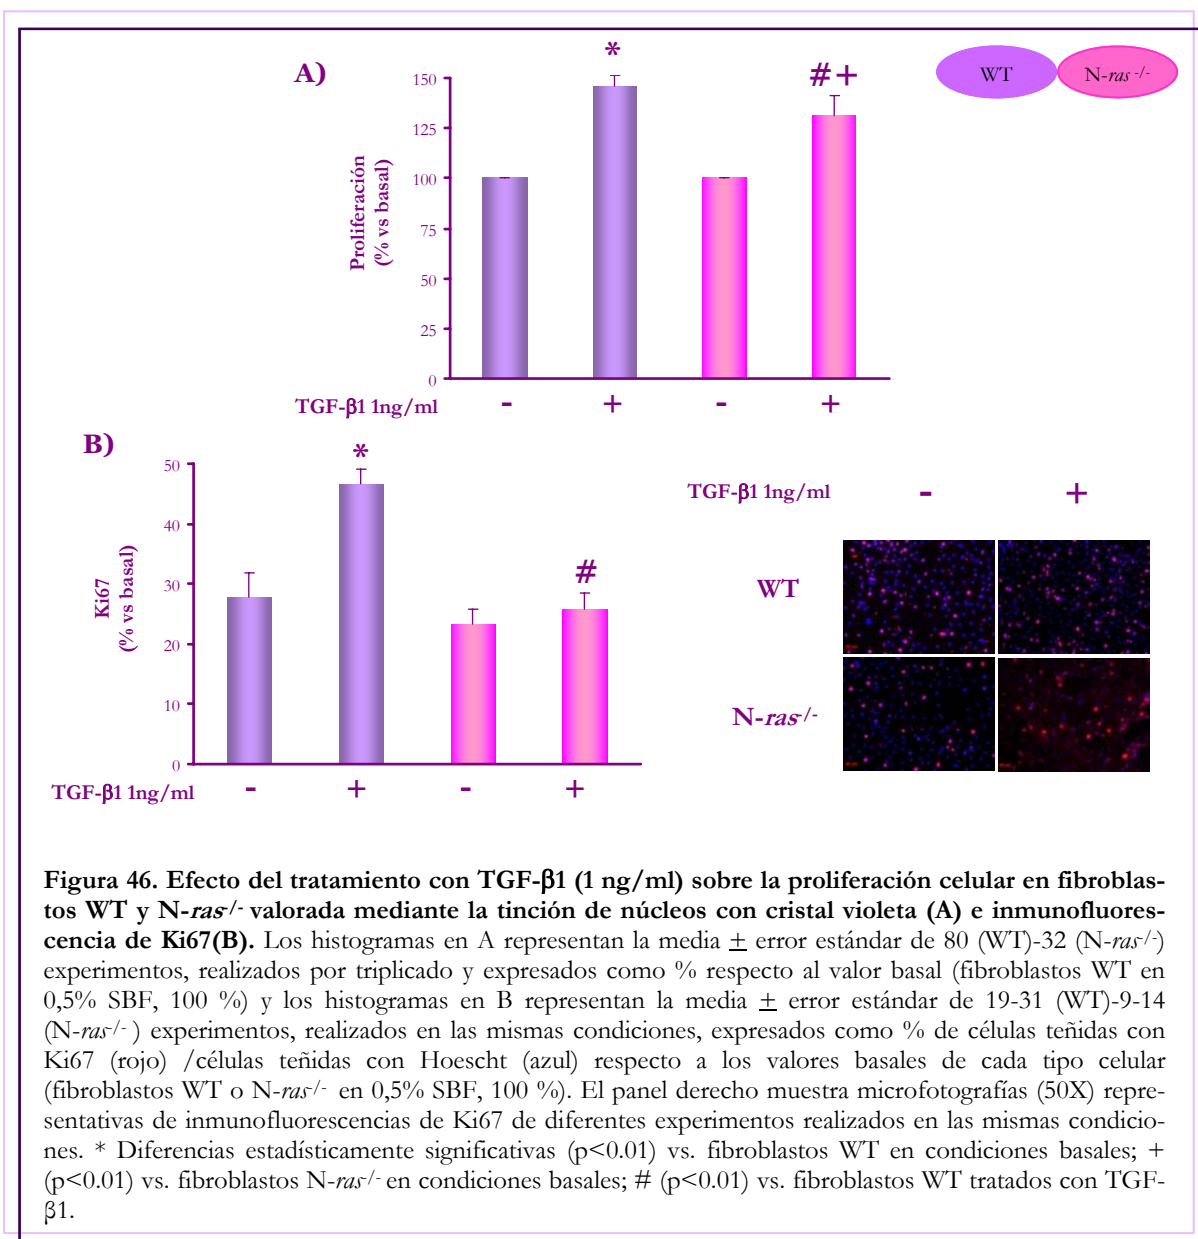 A)
*
#+
WT
N-ras -/-
Proliferación
(% vs basal)
150
125
100
75
50
25
0
TGF-β1 1ng/ml - + - +
B)
*
#
Ki67
(% vs basal)
50
40
30
20
10
0
TGF-β1 1ng/ml - + - +
TGF-β1 1ng/ml - +
WT
N-ras-/-
Figura 46. Efecto del tratamiento con TGF-β1 (1 ng/ml) sobre la proliferación celular en fibroblas-
tos WT y N-ras-/- valorada mediante la tinción de núcleos con cristal violeta (A) e inmunofluores-
cencia de Ki67(B). Los histogramas en A representan la media ± error estándar de 80 (WT)-32 (N-ras-/-)
experimentos, realizados por triplicado y expresados como % respecto al valor basal (fibroblastos WT en
0,5% SBF, 100 %) y los histogramas en B representan la media ± error estándar de 19-31 (WT)-9-14
(N-ras-/- ) experimentos, realizados en las mismas condiciones, expresados como % de células teñidas con
Ki67 (rojo) /células teñidas con Hoescht (azul) respecto a los valores basales de cada tipo celular
(fibroblastos WT o N-ras-/- en 0,5% SBF, 100 %). El panel derecho muestra microfotografías (50X) repre-
sentativas de inmunofluorescencias de Ki67 de diferentes experimentos realizados en las mismas condicio-
nes. * Diferencias estadísticamente significativas (p<0.01) vs. fibroblastos WT en condiciones basales; +
(p<0.01) vs. fibroblastos N-ras-/- en condiciones basales; # (p<0.01) vs. fibroblastos WT tratados con TGF-
β1.